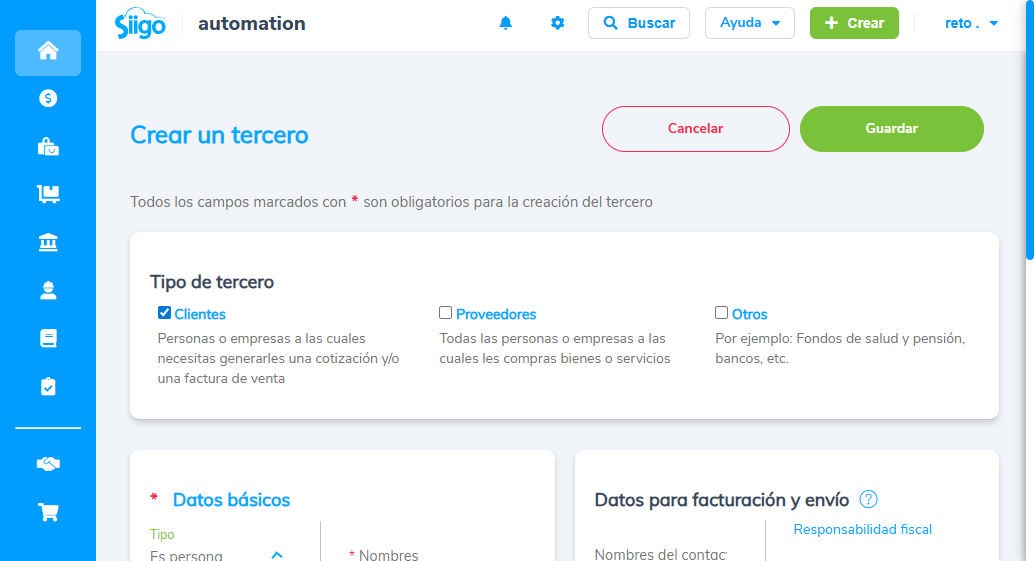 Siigo
automation
Buscar
Ayuda
Crear
reto .
Crear un tercero
Cancelar
Guardar
Todos los campos marcados con * son obligatorios para la creación del tercero
Tipo de tercero
Clientes
Personas o empresas a las cuales
necesitas generarles una cotización y/o
una factura de venta
Proveedores
Todas las personas o empresas a las
cuales les compras bienes o servicios
Otros
Por ejemplo: Fondos de salud y pensión,
bancos, etc.
* Datos básicos
Tipo
Es persona
* Nombres
Datos para facturación y envío ?
Nombres del contac
Responsabilidad fiscal